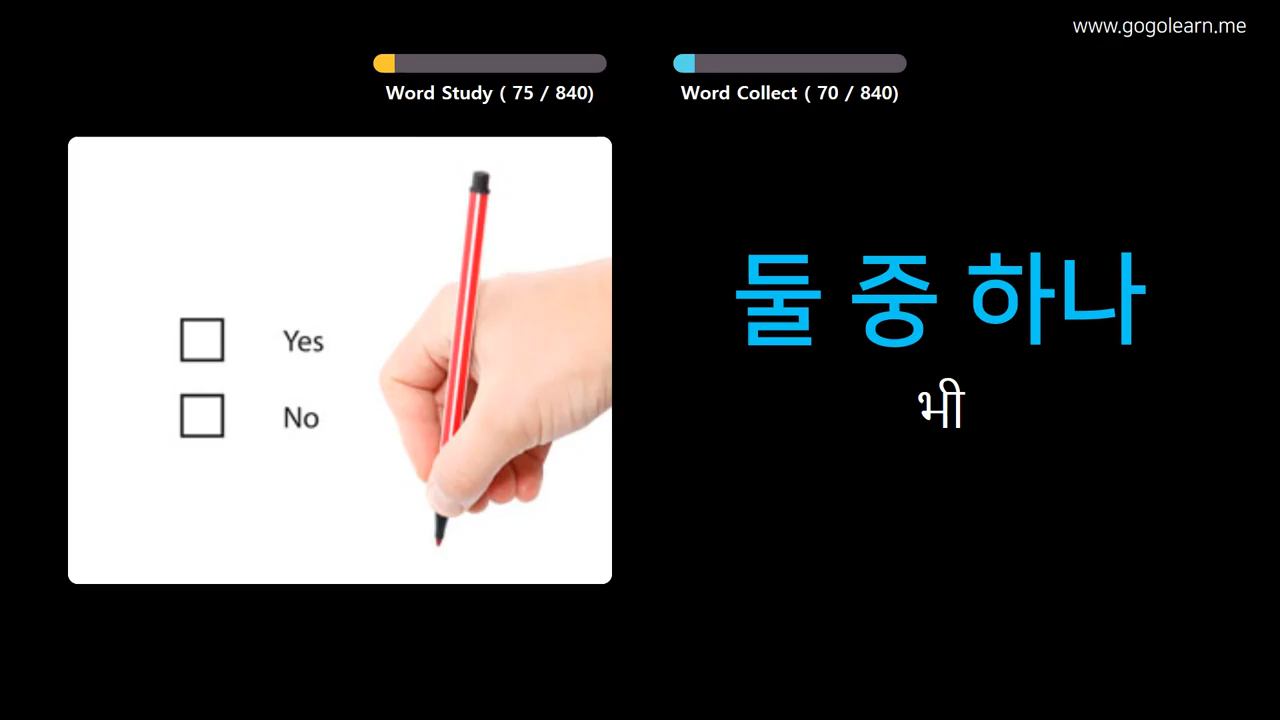 www.gogolearn.me
Word Study ( 75 / 840)
Word Collect ( 70 / 840)
Yes
No
둘 중 하나
भी